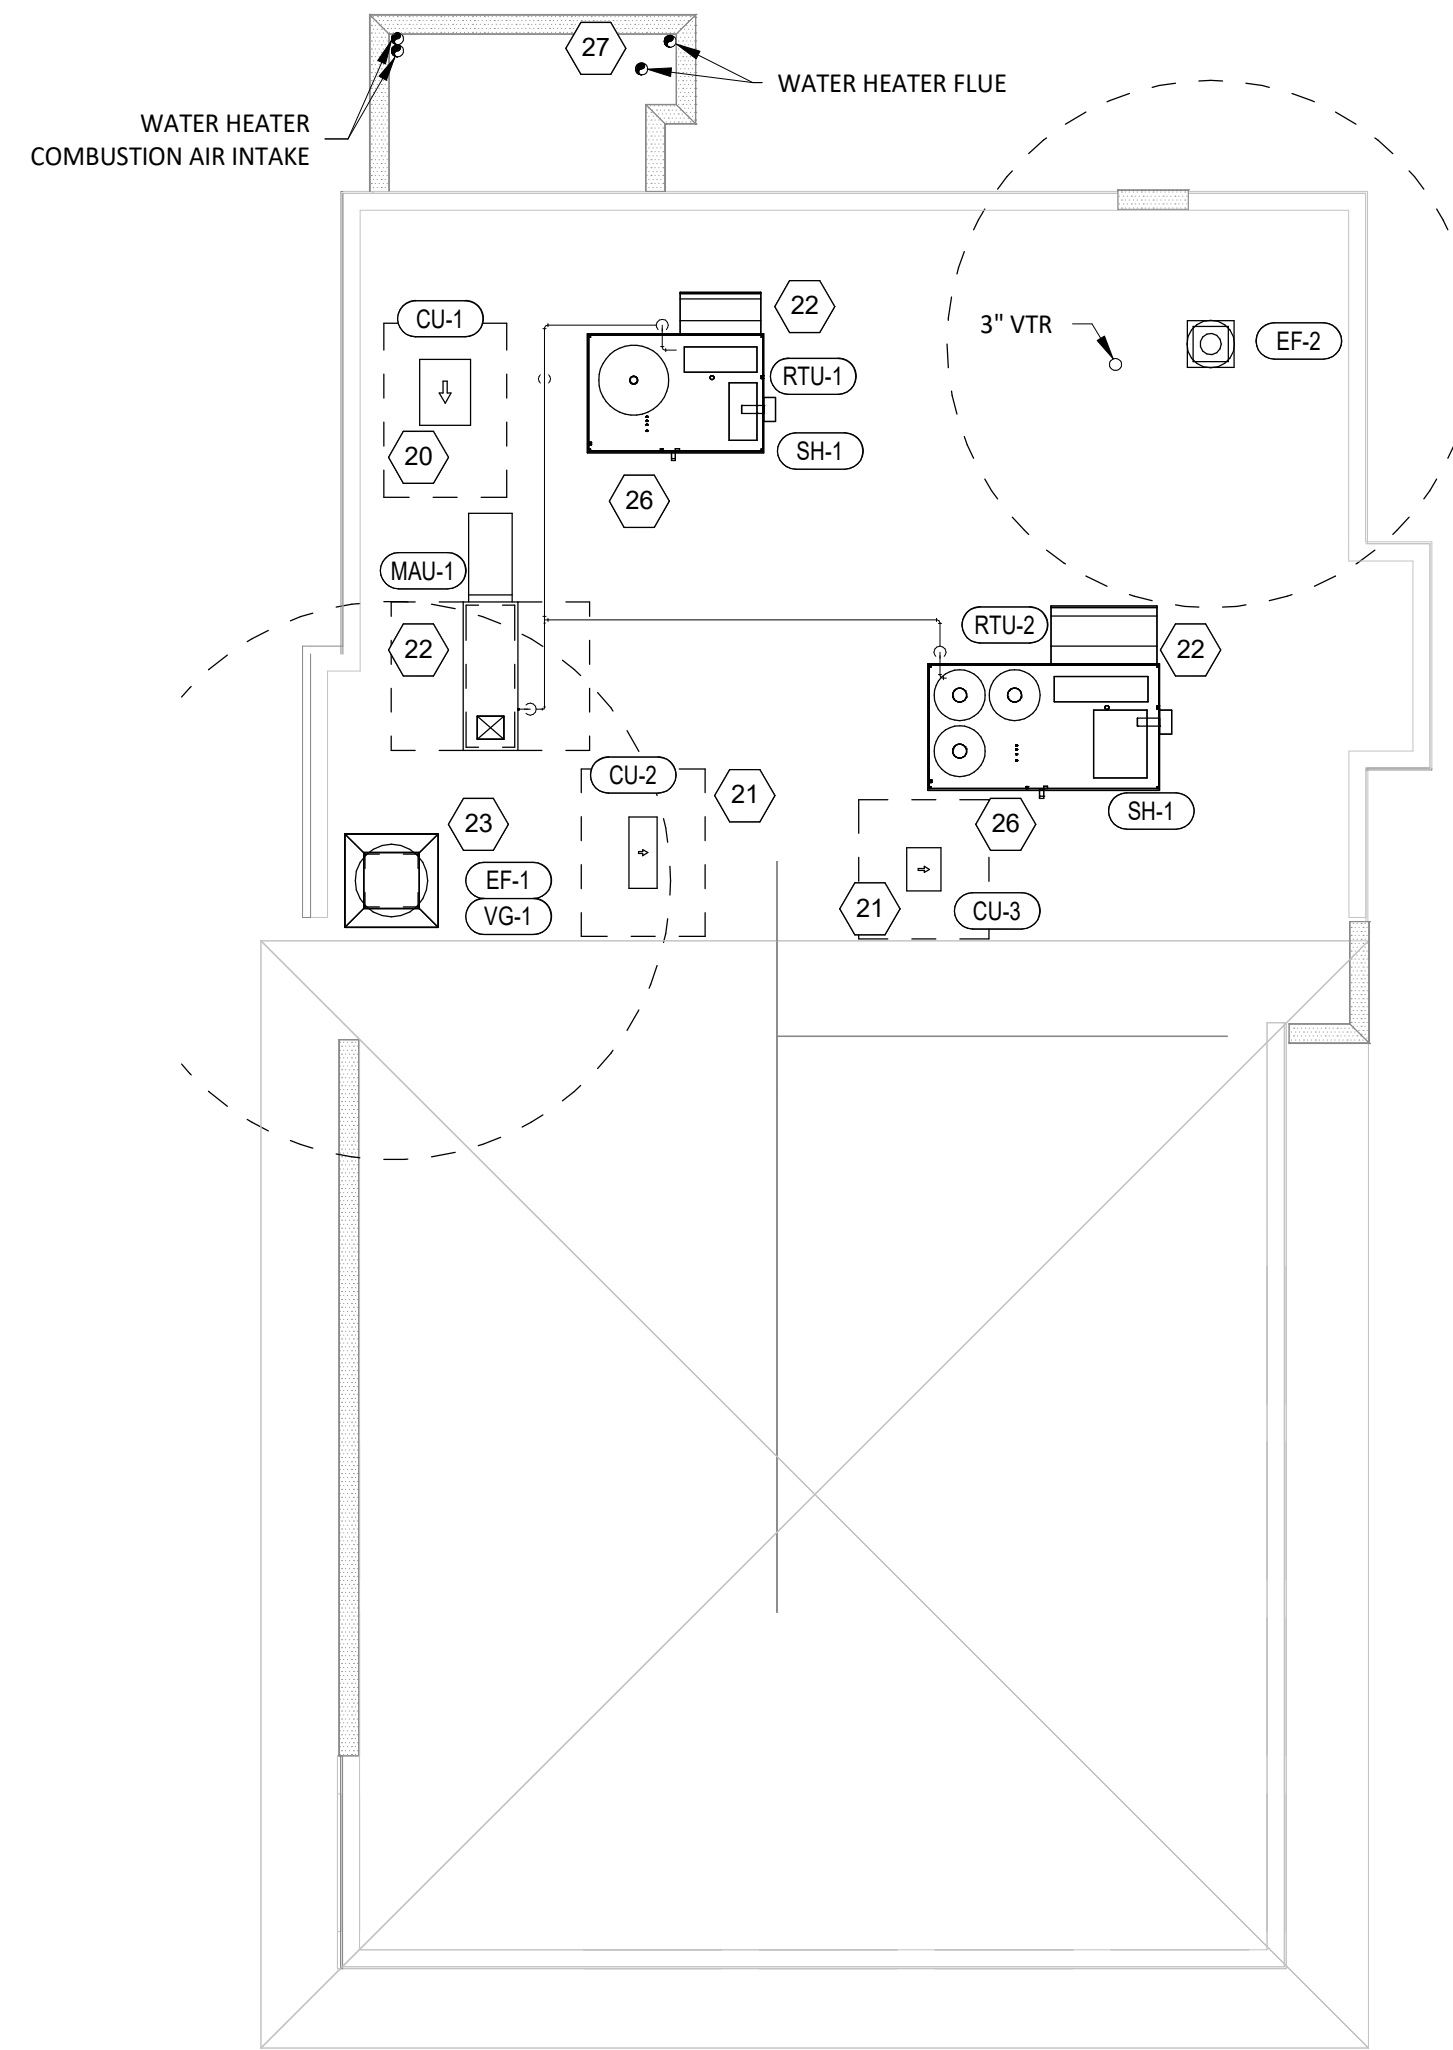 27
WATER HEATER FLUE
WATER HEATER
COMBUSTION AIR INTAKE
CU-1
22
3" VTR
EF-2
RTU-1
20
SH-1
26
MAU-1
22
RTU-2
22
CU-2
21
23
26
SH-1
EF-1
VG-1
21
CU-3